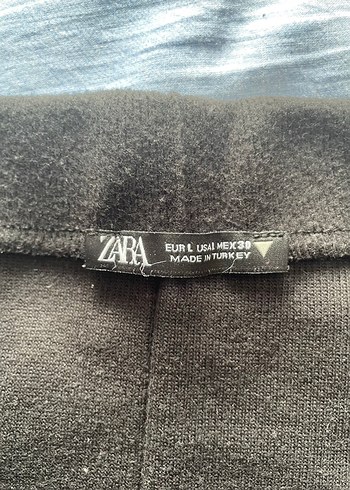 ZARA
EUR L USA L MEX 30
MADE IN TURKEY